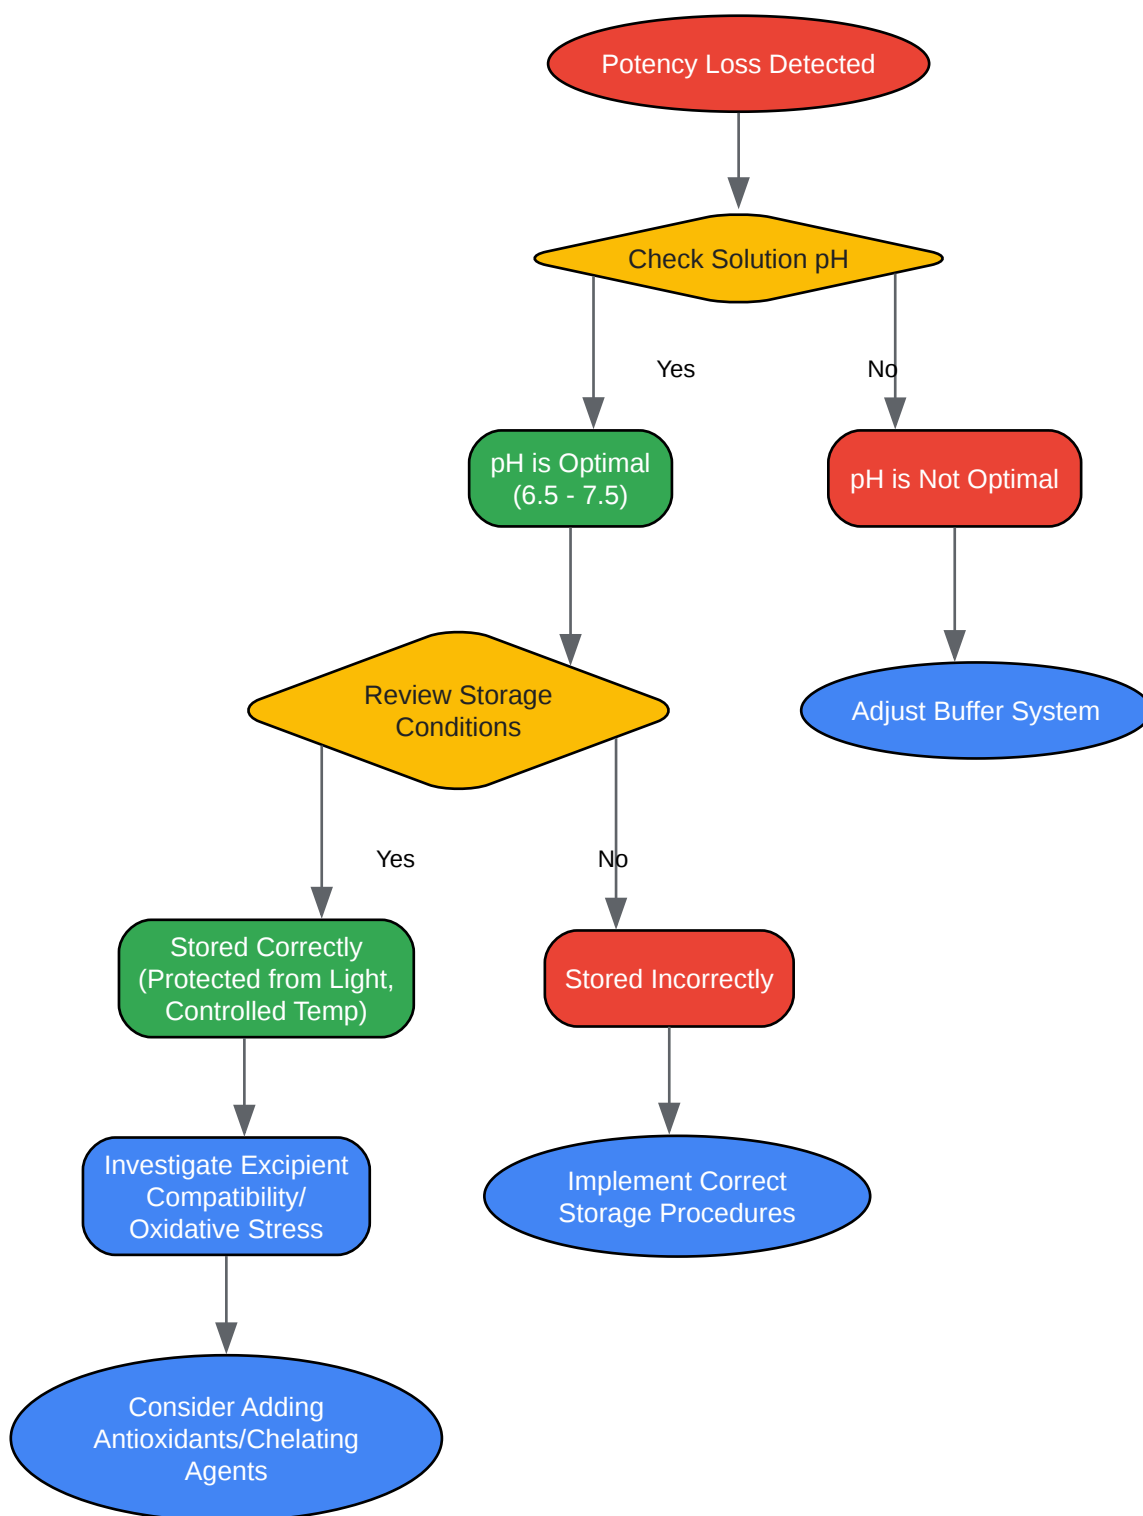 Potency Loss Detected
Check Solution pH
Yes
No
pH is Optimal
(6.5 - 7.5)
pH is Not Optimal
Review Storage
Conditions
Adjust Buffer System
Yes
No
Stored Correctly
(Protected from Light,
Controlled Temp)
Stored Incorrectly
Investigate Excipient
Compatibility/
Oxidative Stress
Implement Correct
Storage Procedures
Consider Adding
Antioxidants/Chelating
Agents